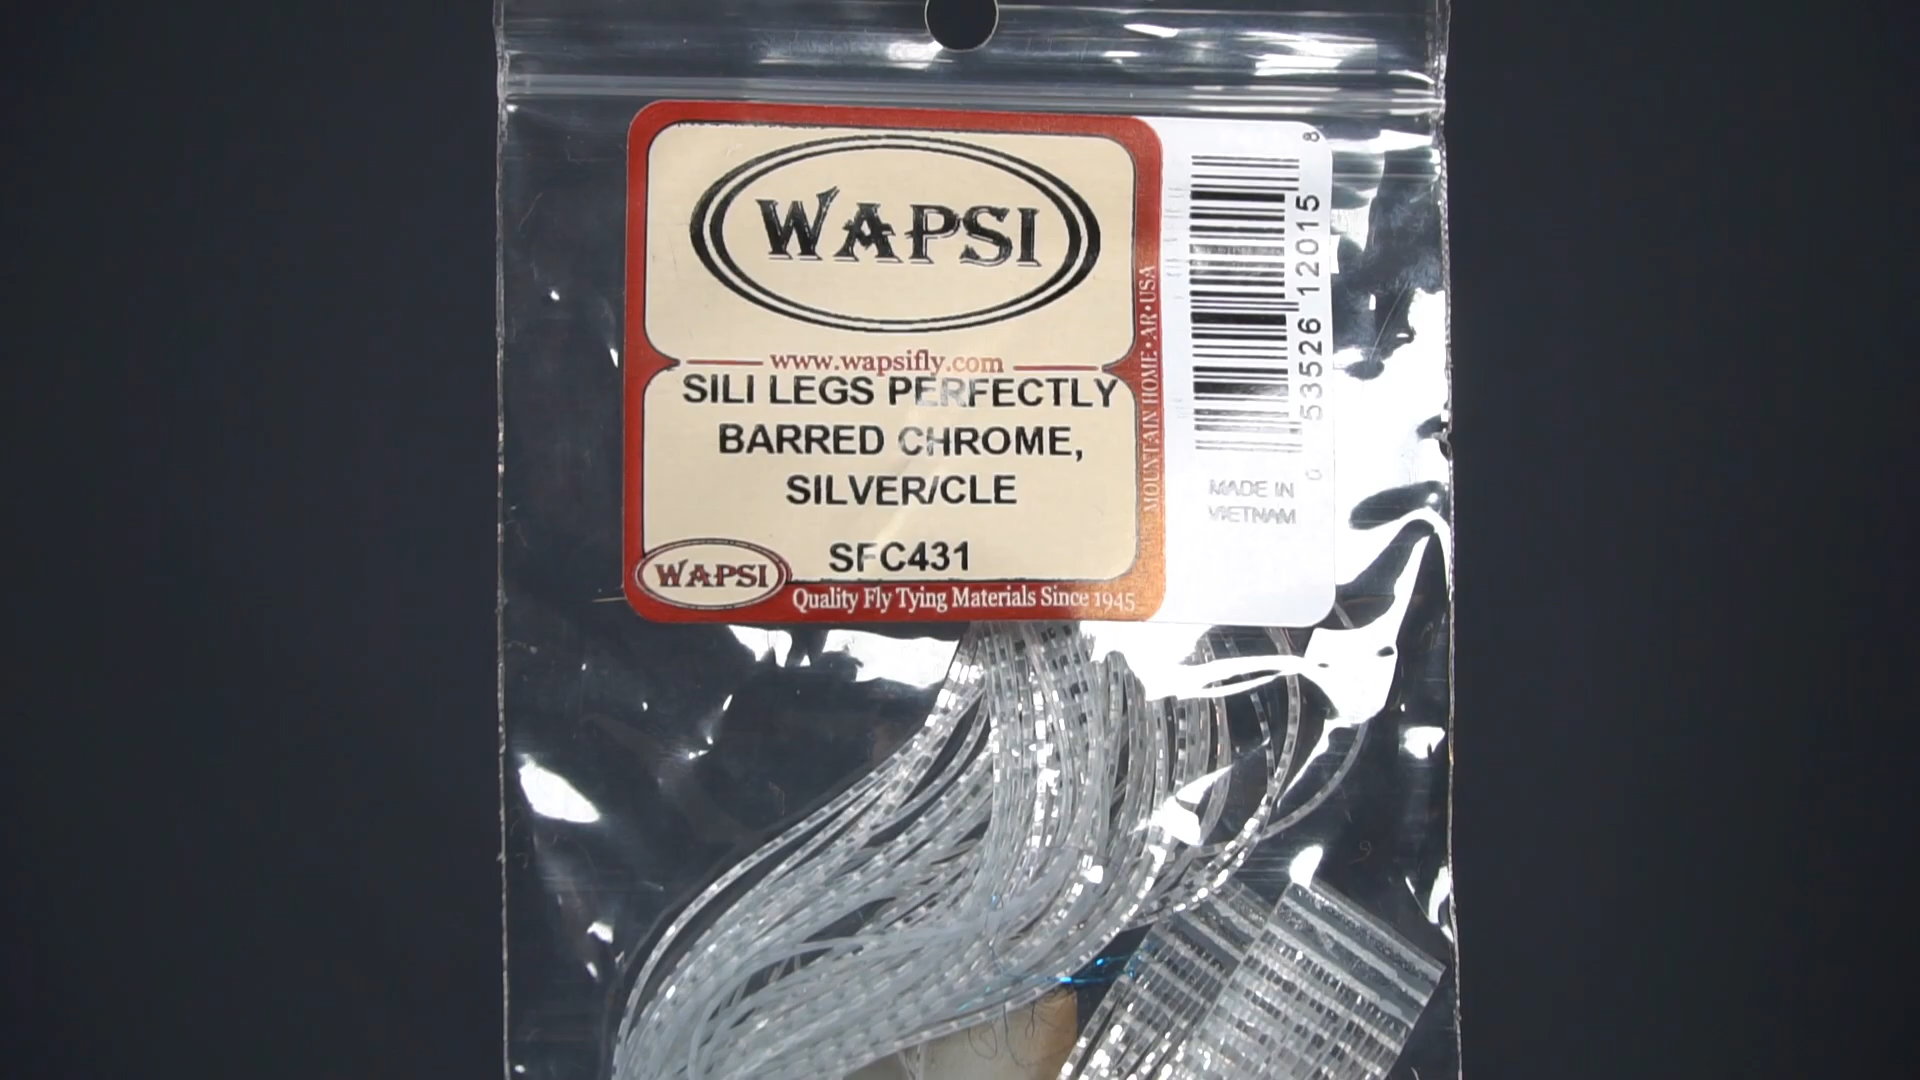 WAPSI
www.wapsifly.com
SILI LEGS PERFECTLY
BARRED CHROME,
SILVER/CLE
SFC431
WAPSI
Quality Fly Tying Materials Since 1945
MOUNTAIN HOME • AR • USA
0 53526 12015 8
MADE IN
VIETNAM